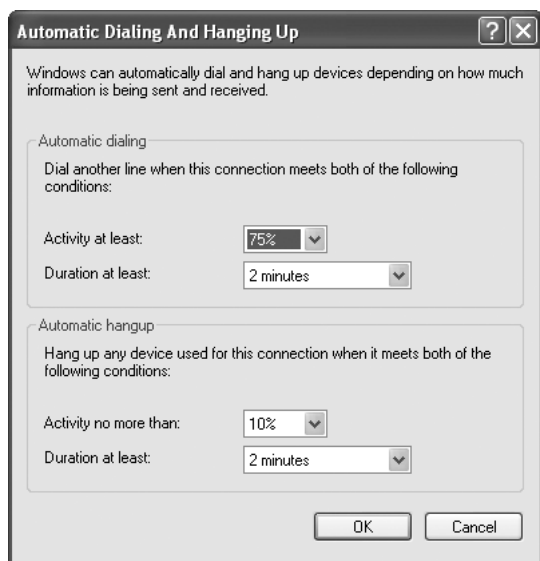 Automatic Dialing And Hanging Up
Windows can automatically dial and hang up devices depending on how much
information is being sent and received.
Automatic dialing
Dial another line when this connection meets both of the following
conditions:
Activity at least: 75%
Duration at least: 2 minutes
Automatic hangup
Hang up any device used for this connection when it meets both of the
following conditions:
Activity no more than: 10%
Duration at least: 2 minutes
OK Cancel